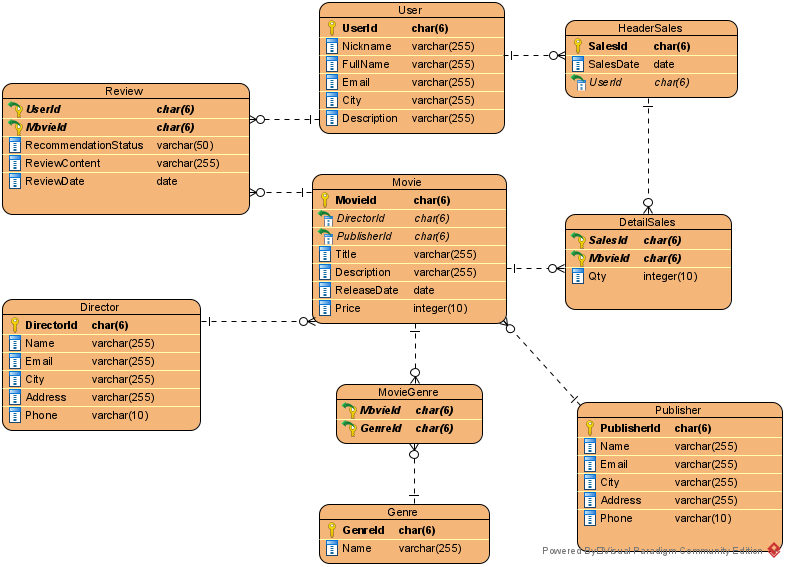 User
UserId char(6)
Nickname varchar(255)
FullName varchar(255)
Email varchar(255)
City varchar(255)
Description varchar(255)
HeaderSales
SalesId char(6)
SalesDate date
UserId char(6)
Review
UserId char(6)
MovieId char(6)
RecommendationStatus varchar(50)
ReviewContent varchar(255)
ReviewDate date
Movie
MovieId char(6)
DirectorId char(6)
PublisherId char(6)
Title varchar(255)
Description varchar(255)
ReleaseDate date
Price integer(10)
DetailSales
SalesId char(6)
MovieId char(6)
Qty integer(10)
Director
DirectorId char(6)
Name varchar(255)
Email varchar(255)
City varchar(255)
Address varchar(255)
Phone varchar(10)
MovieGenre
MovieId char(6)
GenreId char(6)
Publisher
PublisherId char(6)
Name varchar(255)
Email varchar(255)
City varchar(255)
Address varchar(255)
Phone varchar(10)
Genre
GenreId char(6)
Name varchar(255)
Powered By Visual Paradigm Community Edition